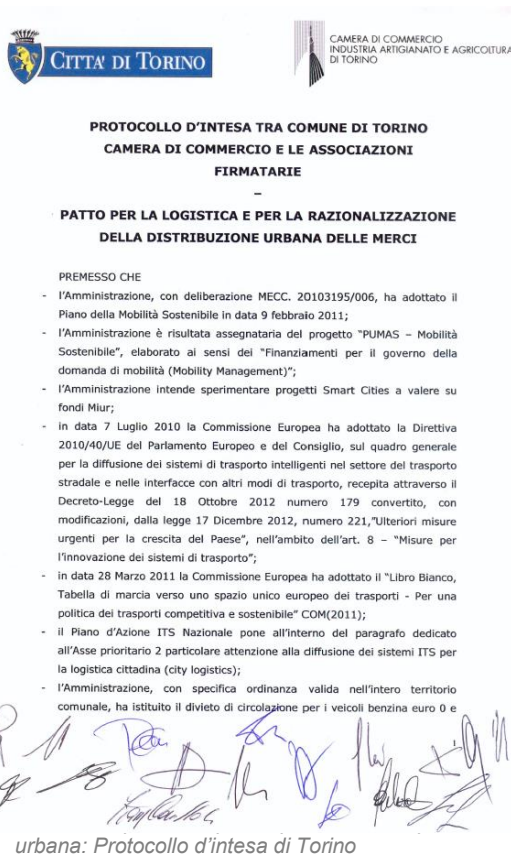 CITTA' DI TORINO
CAMERA DI COMMERCIO
INDUSTRIA ARTIGIANATO E AGRICOLTURA
DI TORINO
PROTOCOLLO D'INTESA TRA COMUNE DI TORINO
CAMERA DI COMMERCIO E LE ASSOCIAZIONI
FIRMATARIE
–
PATTO PER LA LOGISTICA E PER LA RAZIONALIZZAZIONE
DELLA DISTRIBUZIONE URBANA DELLE MERCI
PREMESSO CHE
- l'Amministrazione, con deliberazione MECC. 20103195/006, ha adottato il
Piano della Mobilità Sostenibile in data 9 febbraio 2011;
- l'Amministrazione è risultata assegnataria del progetto "PUMAS – Mobilità
Sostenibile", elaborato ai sensi dei "Finanziamenti per il governo della
domanda di mobilità (Mobility Management)";
- l'Amministrazione intende sperimentare progetti Smart Cities a valere su
fondi Miur;
- in data 7 Luglio 2010 la Commissione Europea ha adottato la Direttiva
2010/40/UE del Parlamento Europeo e del Consiglio, sul quadro generale
per la diffusione dei sistemi di trasporto intelligenti nel settore del trasporto
stradale e nelle interfacce con altri modi di trasporto, recepita attraverso il
Decreto-Legge del 18 Ottobre 2012 numero 179 convertito, con
modificazioni, dalla legge 17 Dicembre 2012, numero 221,"Ulteriori misure
urgenti per la crescita del Paese", nell'ambito dell'art. 8 – "Misure per
l'innovazione dei sistemi di trasporto";
- in data 28 Marzo 2011 la Commissione Europea ha adottato il "Libro Bianco,
Tabella di marcia verso uno spazio unico europeo dei trasporti - Per una
politica dei trasporti competitiva e sostenibile" COM(2011);
- il Piano d'Azione ITS Nazionale pone all'interno del paragrafo dedicato
all'Asse prioritario 2 particolare attenzione alla diffusione dei sistemi ITS per
la logistica cittadina (city logistics);
- l'Amministrazione, con specifica ordinanza valida nell'intero territorio
comunale, ha istituito il divieto di circolazione per i veicoli benzina euro 0 e
urbana: Protocollo d'intesa di Torino